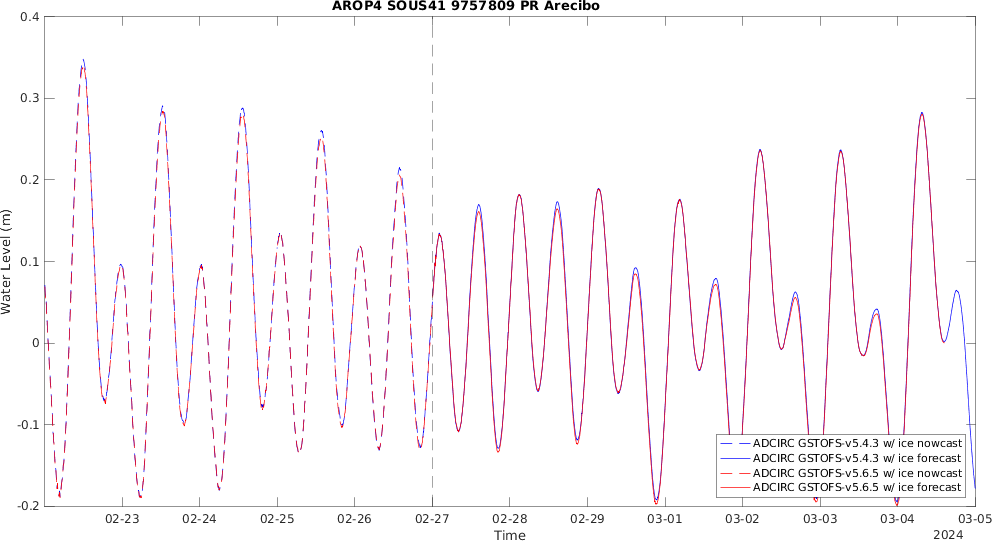 AROP4 SOUS41 9757809 PR Arecibo
0.4
0.3
0.2
0.1
0
-0.1
-0.2
Water Level (m)
ADCIRC GSTOFS-v5.4.3 w/ ice nowcast
ADCIRC GSTOFS-v5.4.3 w/ ice forecast
ADCIRC GSTOFS-v5.6.5 w/ ice nowcast
ADCIRC GSTOFS-v5.6.5 w/ ice forecast
02-23 02-24 02-25 02-26 02-27 02-28 02-29 03-01 03-02 03-03 03-04 03-05
Time
2024